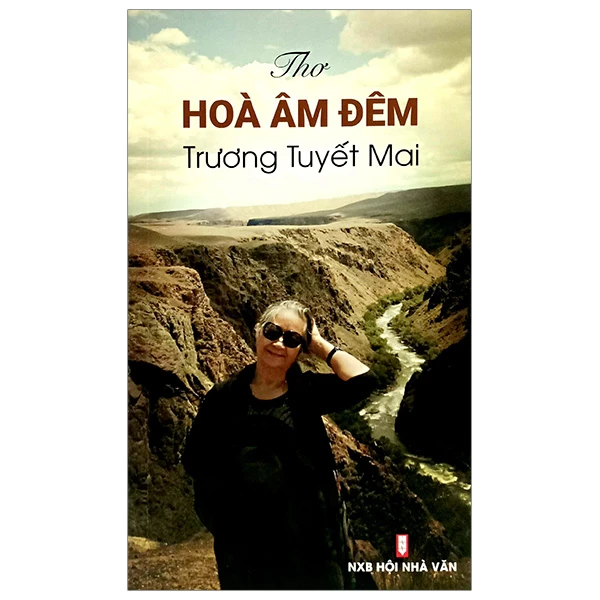 Thơ
HOÀ ÂM ĐÊM
Trương Tuyết Mai
NXB HỘI NHÀ VĂN